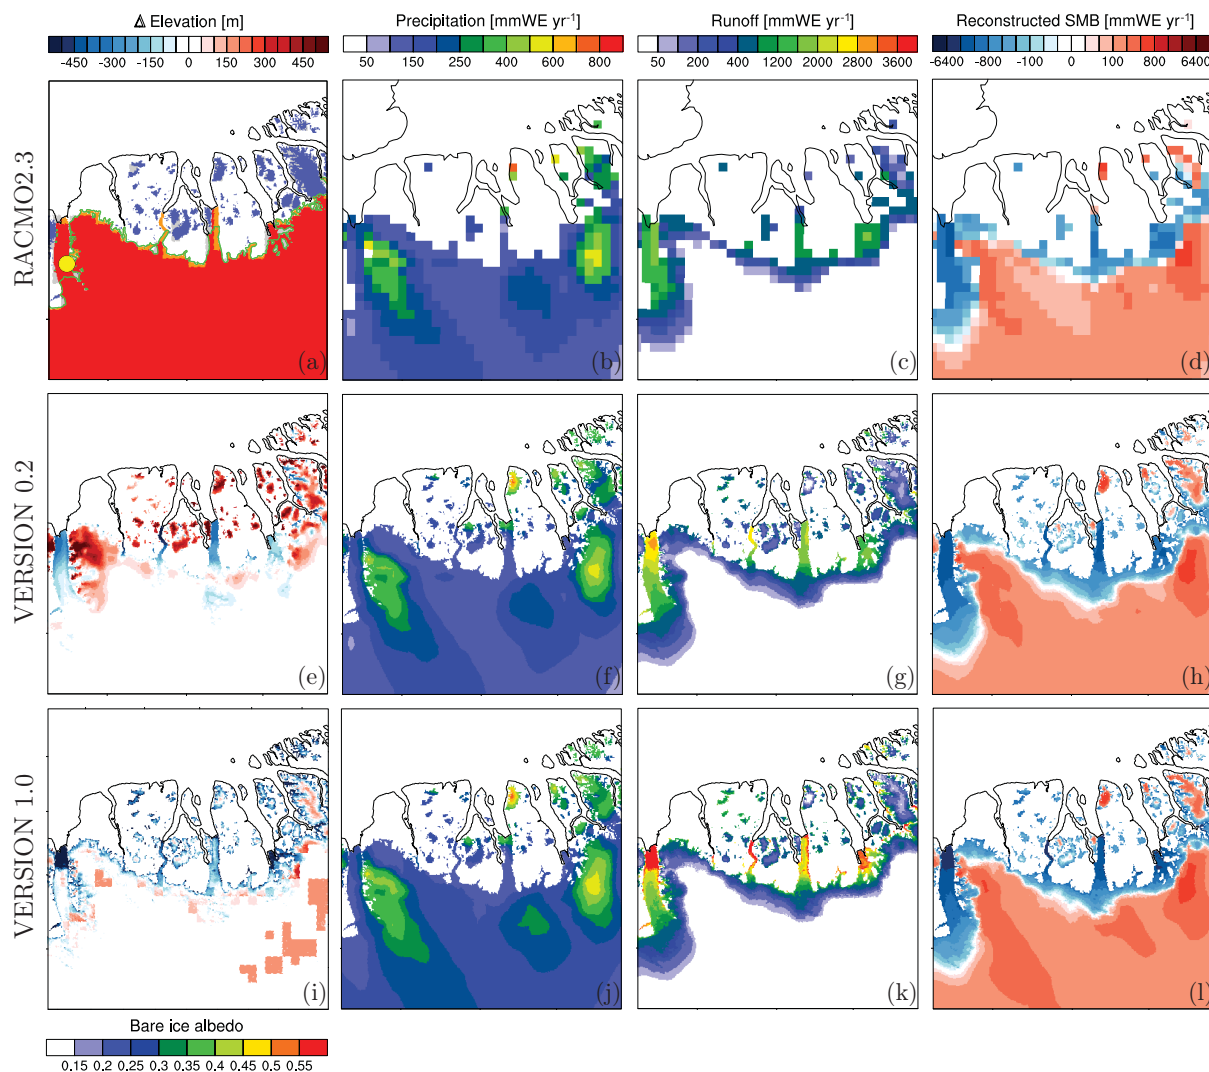 Δ Elevation [m]
-450 -300 -150 0 150 300 450
Precipitation [mmWE yr⁻¹]
50 150 250 400 600 800
Runoff [mmWE yr⁻¹]
50 200 400 1200 2000 2800 3600
Reconstructed SMB [mmWE yr⁻¹]
-6400 -800 -100 0 100 800 6400
RACMO2.3
(a) (b) (c) (d)
VERSION 0.2
(e) (f) (g) (h)
VERSION 1.0
(i) (j) (k) (l)
Bare ice albedo
0.15 0.2 0.25 0.3 0.35 0.4 0.45 0.5 0.55